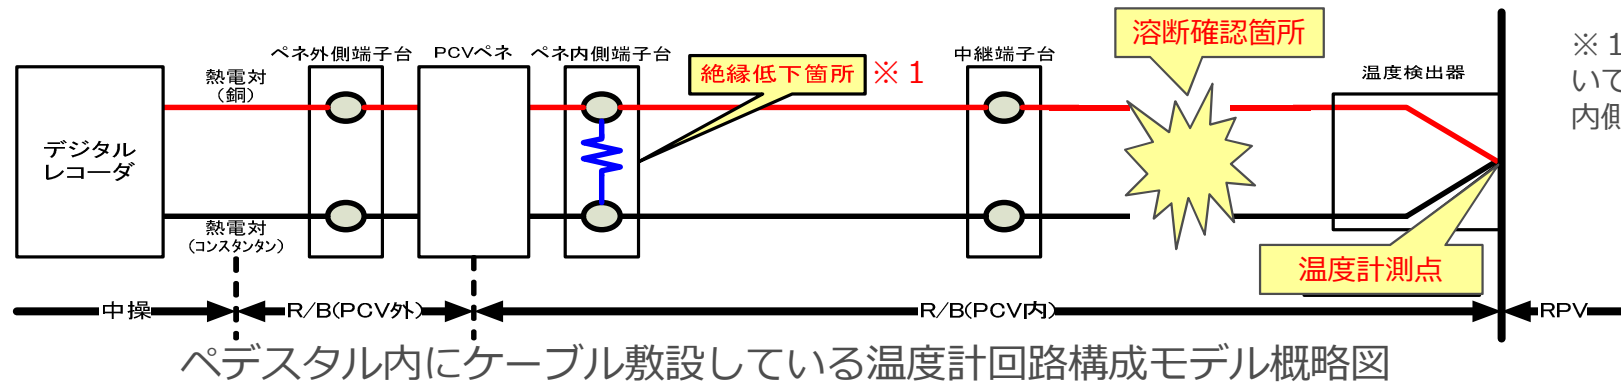 溶断確認箇所
ペネ外側端子台
PCVペネ
ペネ内側端子台
絶縁低下箇所
※1
中継端子台
温度検出器
※1
いて
内側
熱電対
（銅）
デジタル
レコーダ
熱電対
（コンスタンタン）
温度計測点
中操
R/B(PCV外)
R/B(PCV内)
RPV
ペデスタル内にケーブル敷設している温度計回路構成モデル概略図